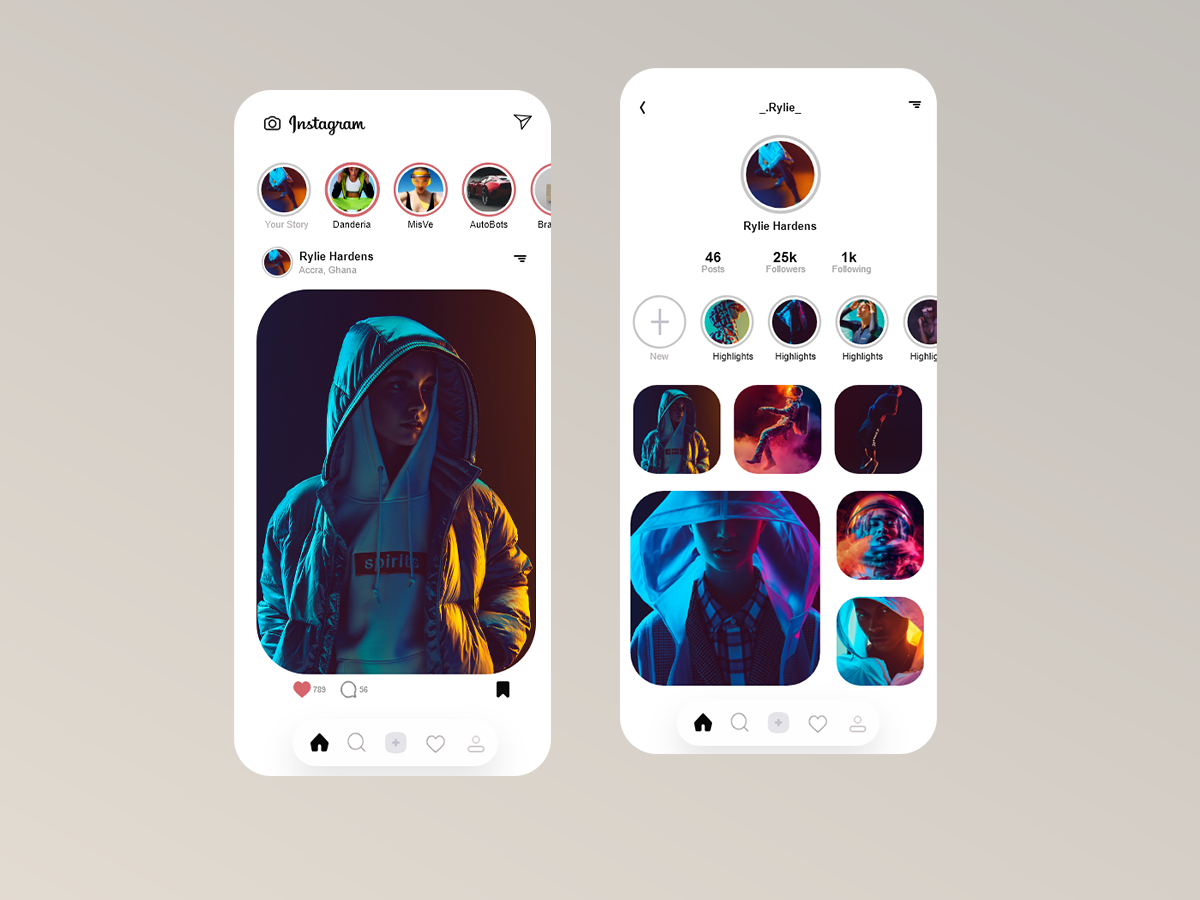 Instagram
Your Story
Danderia
MisVe
AutoBots
Bra
Rylie Hardens
Accra, Ghana
spirits
789
56
_.Rylie_
Rylie Hardens
46
25k
1k
Posts
Followers
Following
New
Highlights
Highlights
Highlights
Highlig